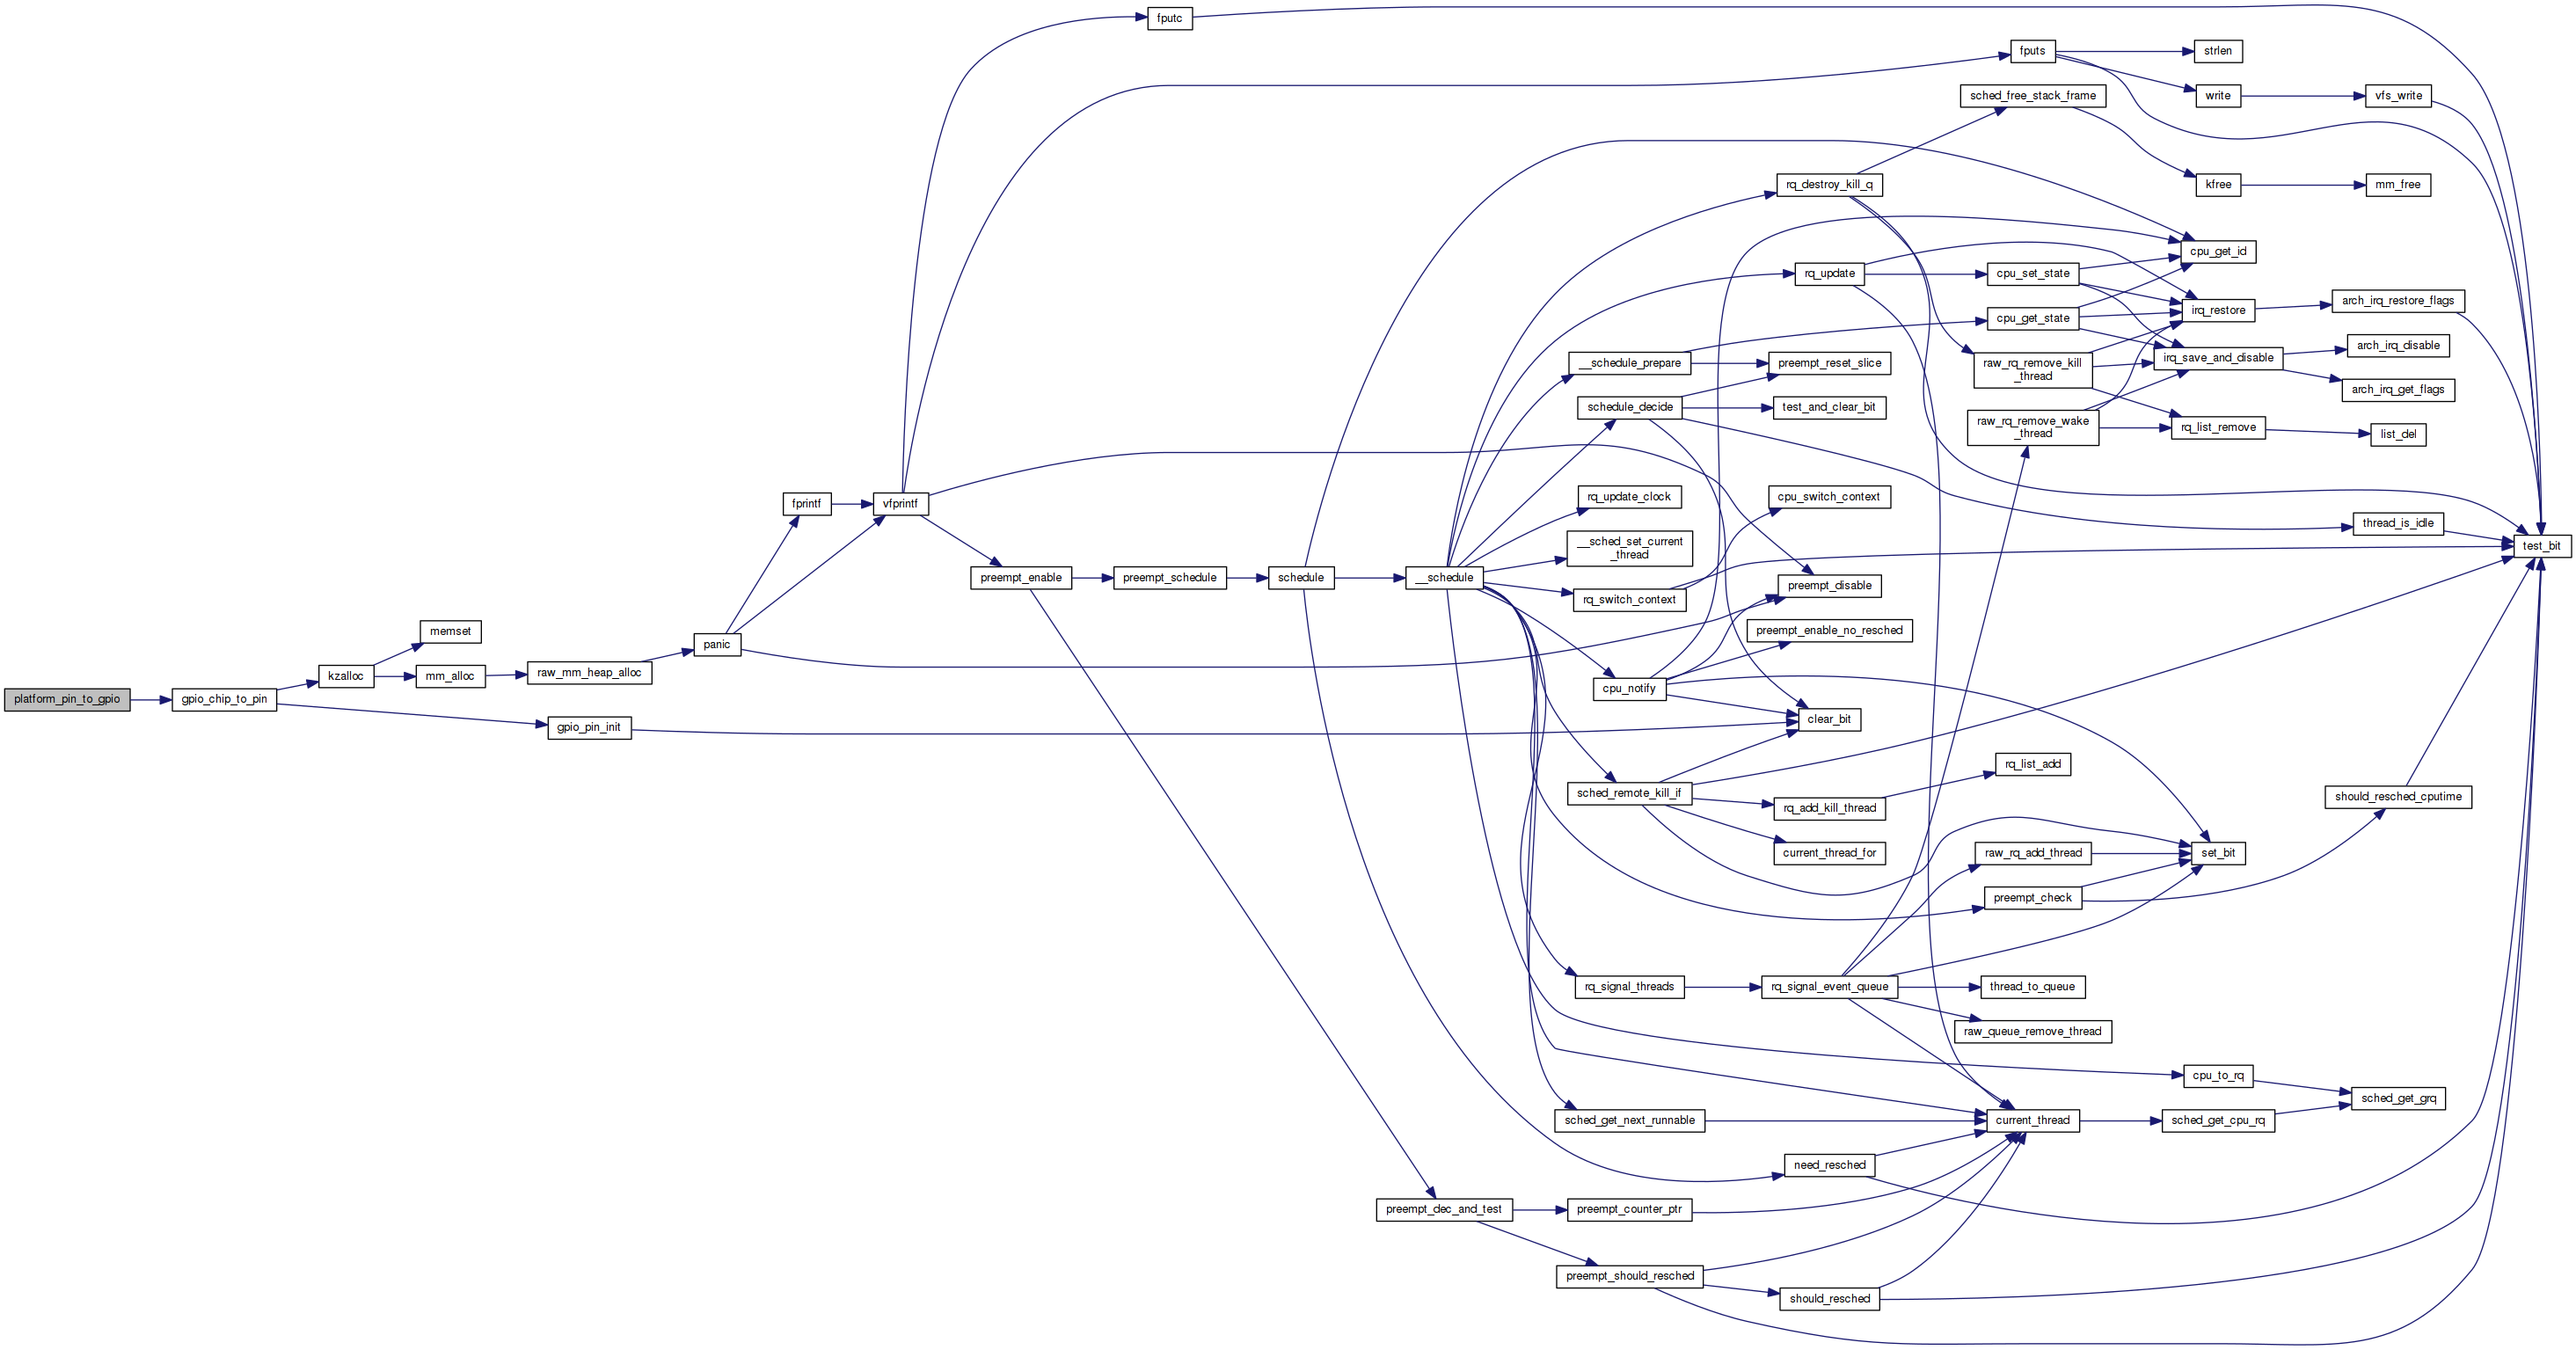 fputc
fputs
strlen
sched_free_stack_frame
write
vfs_write
rq_destroy_kill_q
kfree
mm_free
cpu_get_id
rq_update
cpu_set_state
arch_irq_restore_flags
cpu_get_state
irq_restore
arch_irq_disable
__schedule_prepare
preempt_reset_slice
raw_rq_remove_kill
_thread
irq_save_and_disable
arch_irq_get_flags
schedule_decide
test_and_clear_bit
raw_rq_remove_wake
_thread
rq_list_remove
list_del
fprintf
vfprintf
rq_update_clock
cpu_switch_context
thread_is_idle
__sched_set_current
_thread
test_bit
preempt_enable
preempt_schedule
schedule
__schedule
rq_switch_context
preempt_disable
memset
panic
preempt_enable_no_resched
kzalloc
mm_alloc
raw_mm_heap_alloc
platform_pin_to_gpio
gpio_chip_to_pin
cpu_notify
gpio_pin_init
clear_bit
rq_list_add
sched_remote_kill_if
rq_add_kill_thread
should_resched_cputime
current_thread_for
raw_rq_add_thread
set_bit
preempt_check
rq_signal_threads
rq_signal_event_queue
thread_to_queue
raw_queue_remove_thread
cpu_to_rq
sched_get_grq
sched_get_next_runnable
current_thread
sched_get_cpu_rq
need_resched
preempt_dec_and_test
preempt_counter_ptr
preempt_should_resched
should_resched